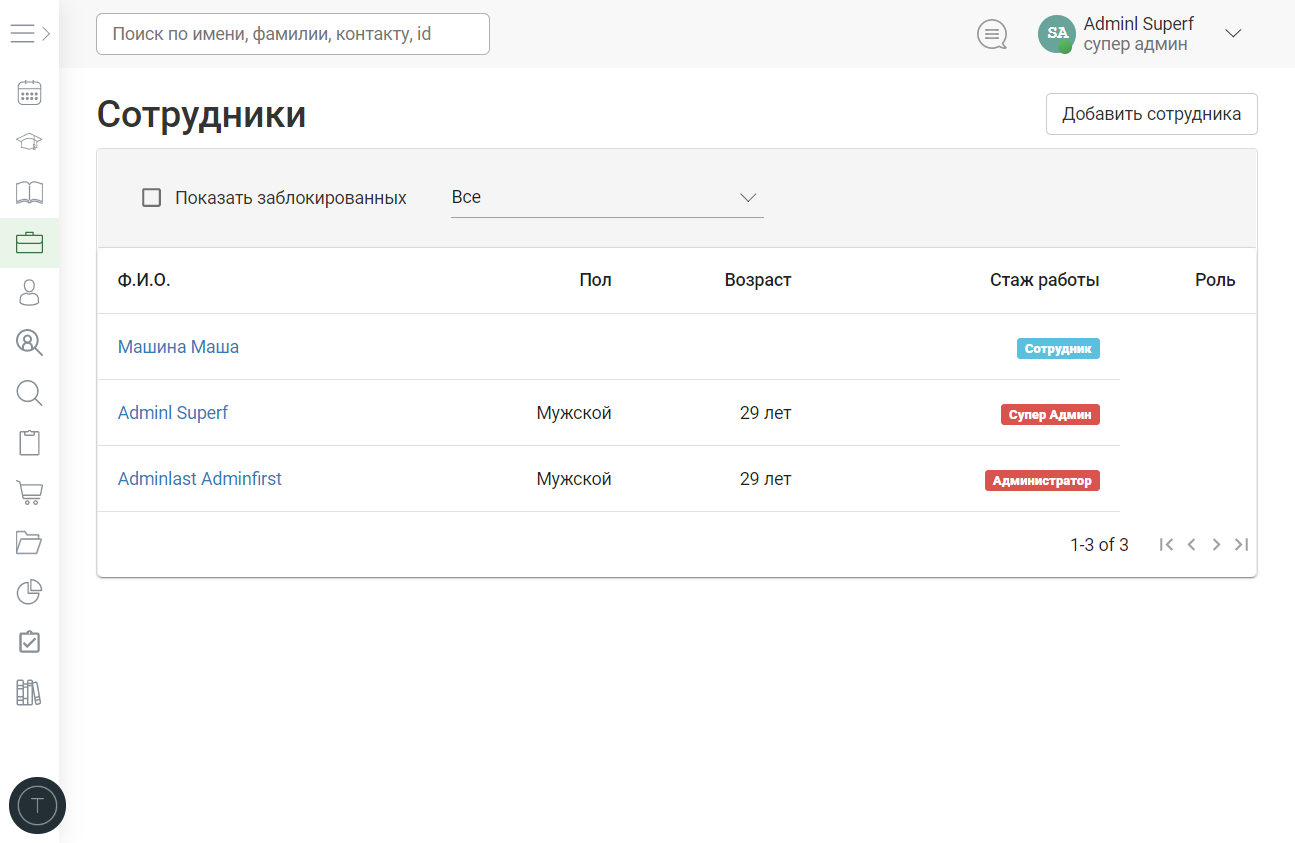 Поиск по имени, фамилии, контакту, id
SA
Adminl Superf
супер админ
Сотрудники
Добавить сотрудника
Показать заблокированных
Все
Ф.И.О. Пол Возраст Стаж работы Роль
Машина Маша Сотрудник
Adminl Superf Мужской 29 лет Супер Админ
Adminlast Adminfirst Мужской 29 лет Администратор
1-3 of 3
T